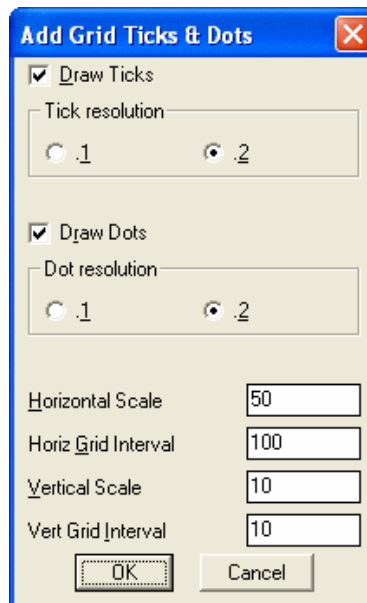 Add Grid Ticks & Dots
Draw Ticks
Tick resolution
.1 .2
Draw Dots
Dot resolution
.1 .2
Horizontal Scale 50
Horiz Grid Interval 100
Vertical Scale 10
Vert Grid Interval 10
OK Cancel